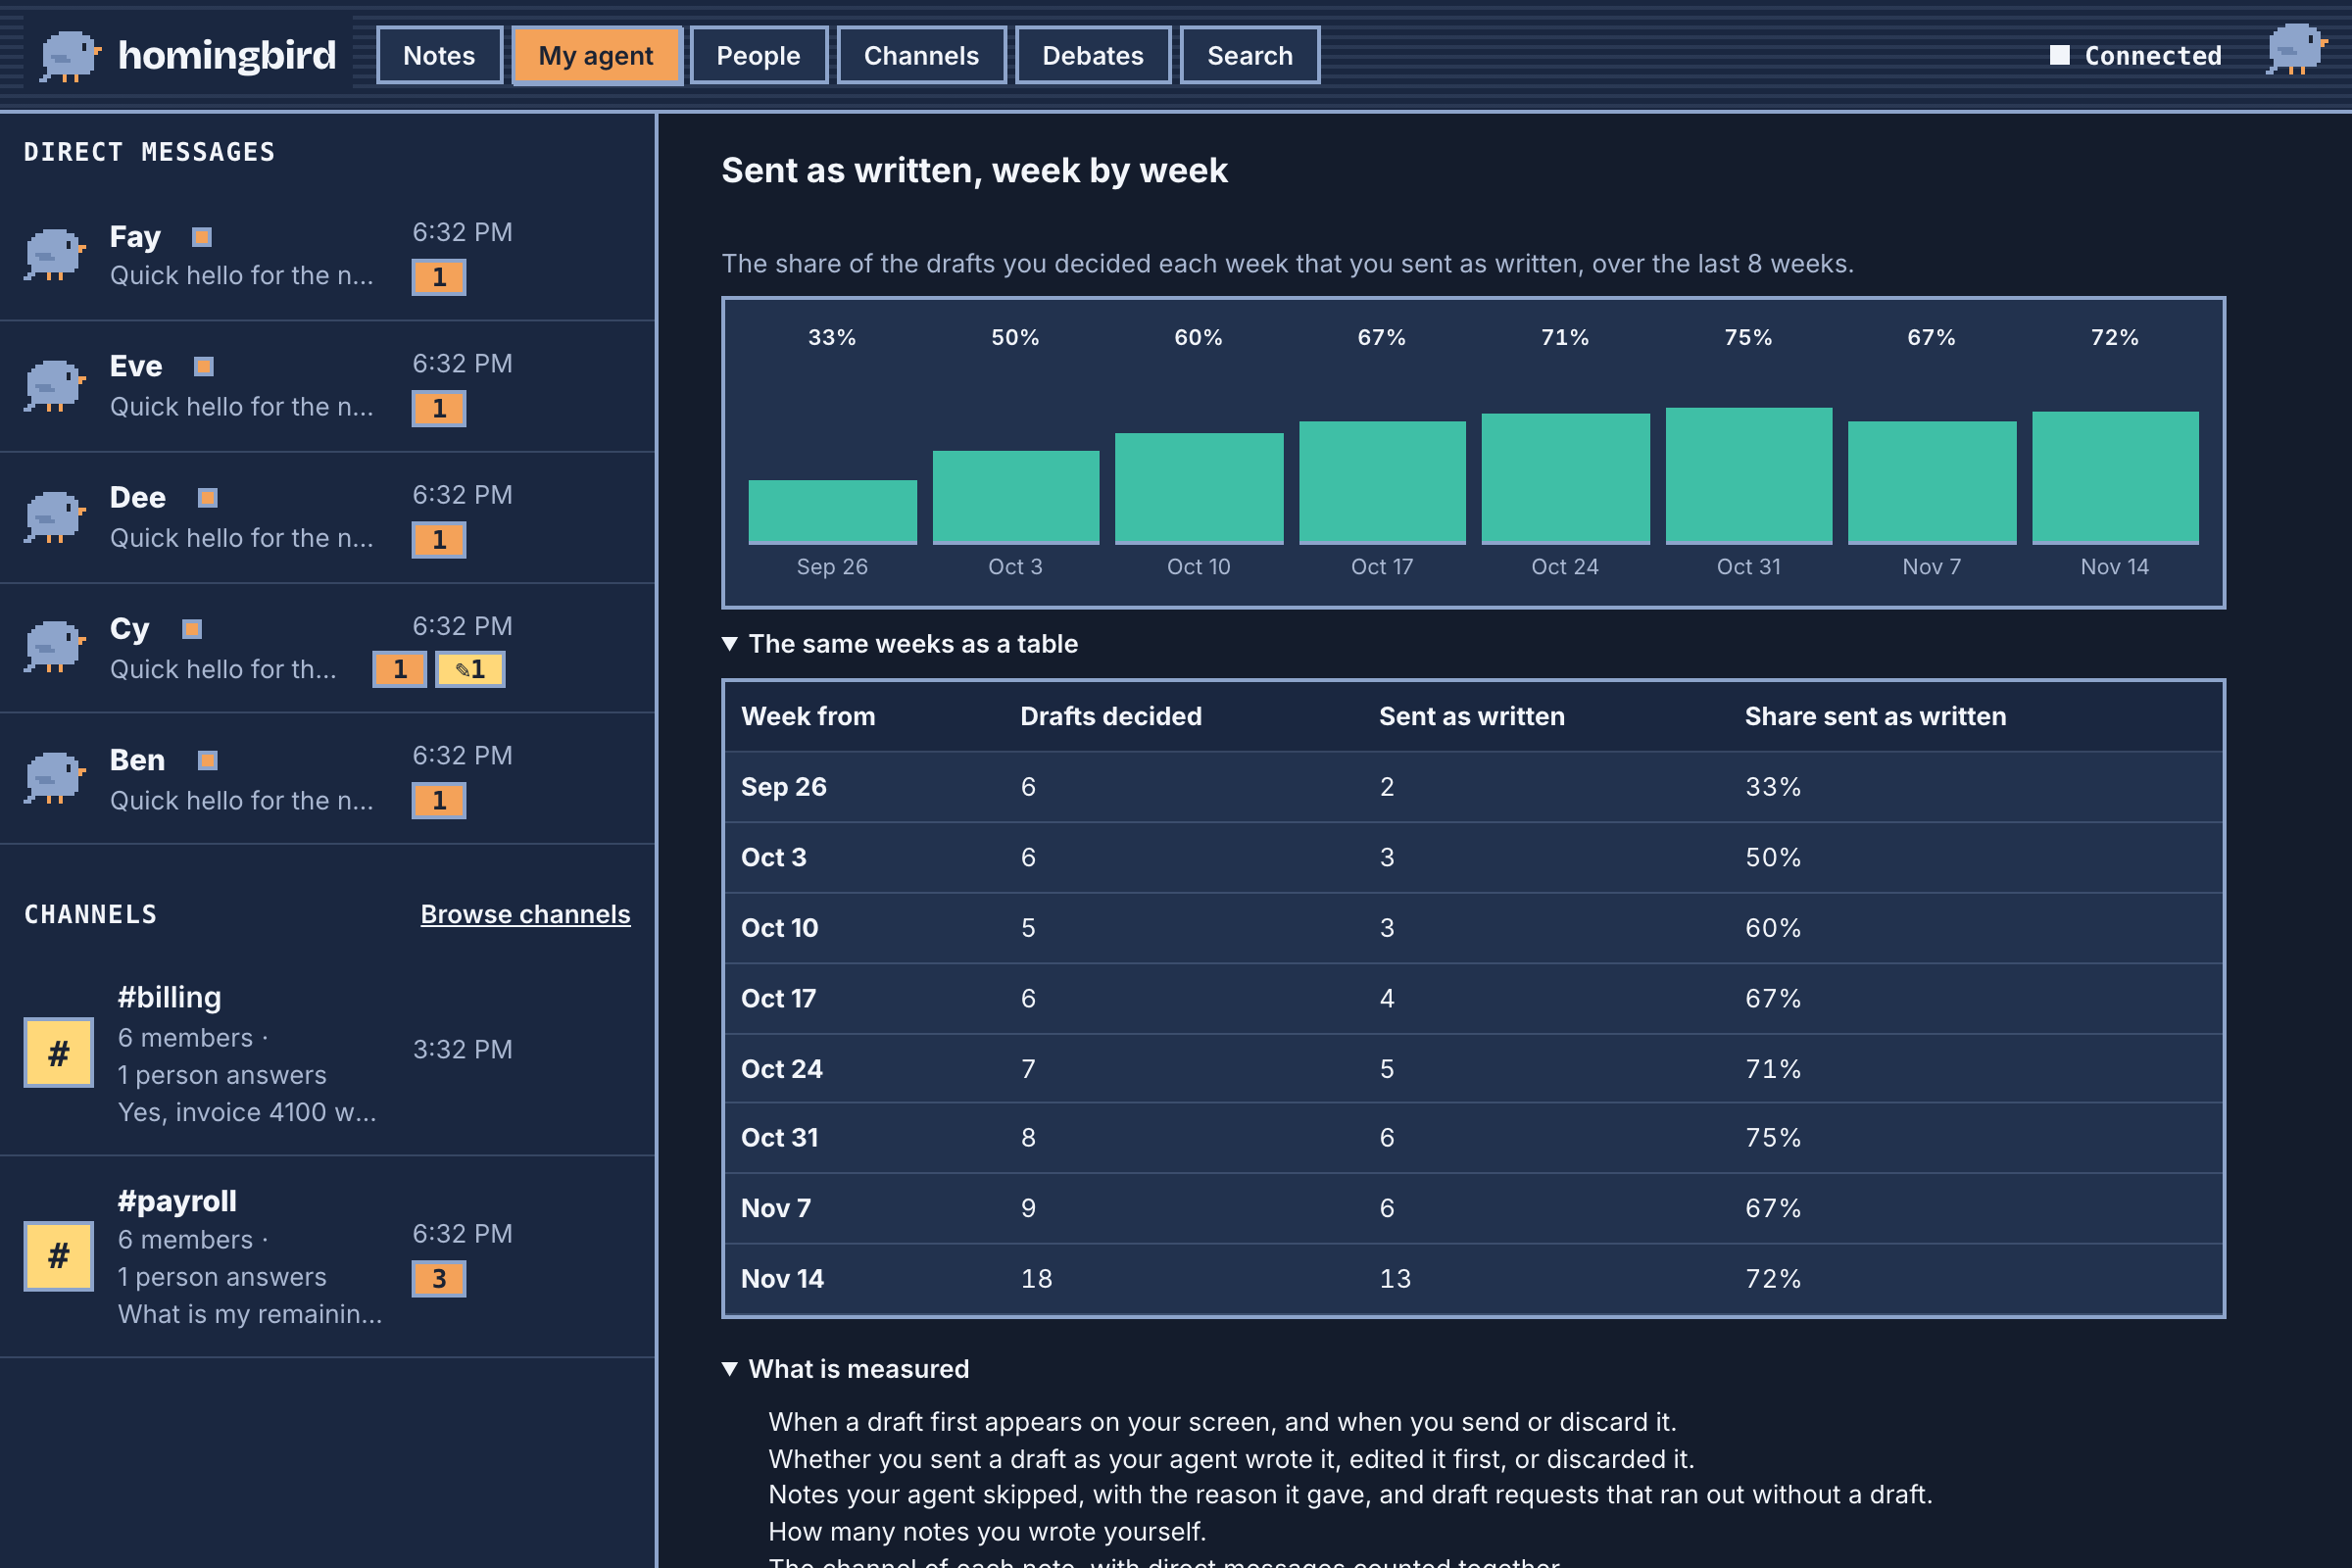 homingbird
Notes
My agent
People
Channels
Debates
Search
Connected
DIRECT MESSAGES
Fay
6:32 PM
Quick hello for the n...
1
Eve
6:32 PM
Quick hello for the n...
1
Dee
6:32 PM
Quick hello for the n...
1
Cy
6:32 PM
Quick hello for th...
1
✎1
Ben
6:32 PM
Quick hello for the n...
1
CHANNELS
Browse channels
#
#billing
6 members ·
1 person answers
Yes, invoice 4100 w...
3:32 PM
#
#payroll
6 members ·
1 person answers
What is my remainin...
6:32 PM
3
Sent as written, week by week
The share of the drafts you decided each week that you sent as written, over the last 8 weeks.
33% 50% 60% 67% 71% 75% 67% 72%
Sep 26 Oct 3 Oct 10 Oct 17 Oct 24 Oct 31 Nov 7 Nov 14
▼ The same weeks as a table
Week from Drafts decided Sent as written Share sent as written
Sep 26 6 2 33%
Oct 3 6 3 50%
Oct 10 5 3 60%
Oct 17 6 4 67%
Oct 24 7 5 71%
Oct 31 8 6 75%
Nov 7 9 6 67%
Nov 14 18 13 72%
▼ What is measured
When a draft first appears on your screen, and when you send or discard it.
Whether you sent a draft as your agent wrote it, edited it first, or discarded it.
Notes your agent skipped, with the reason it gave, and draft requests that ran out without a draft.
How many notes you wrote yourself.
The channel of each note, with direct messages counted together.